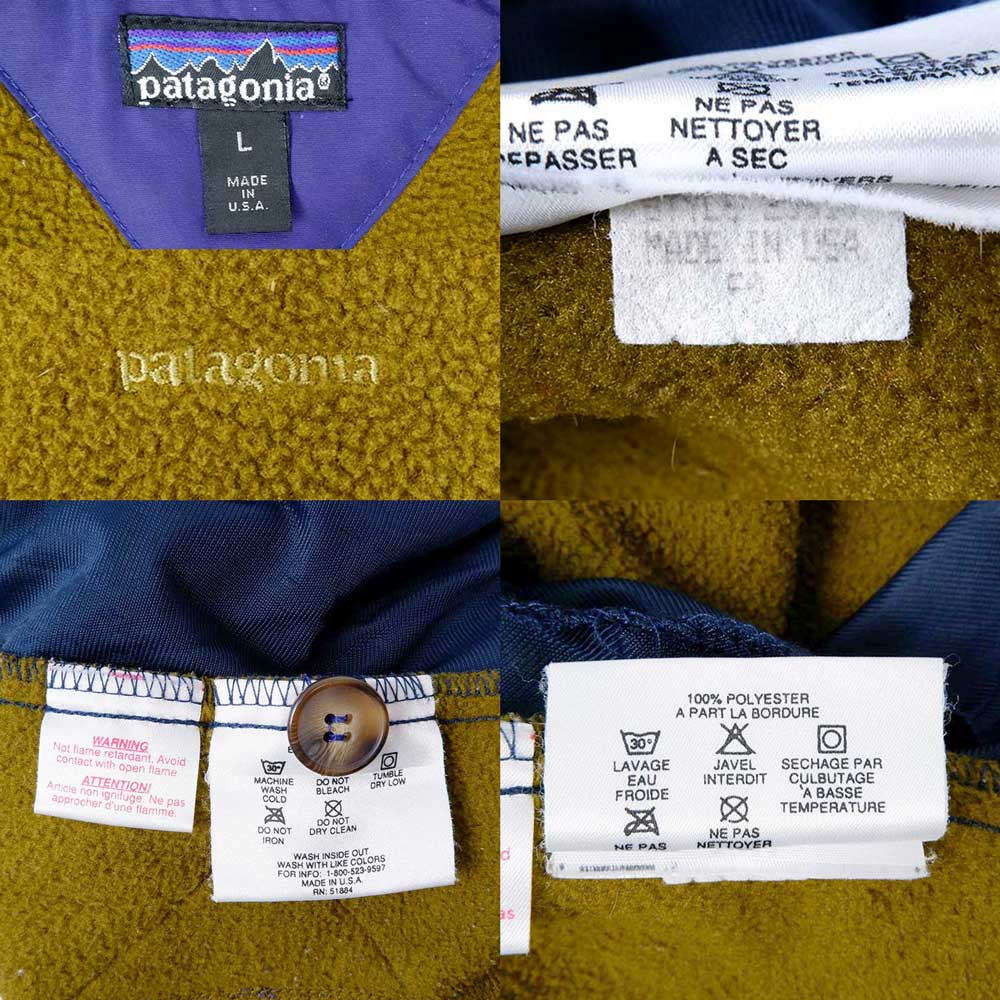 patagonia®
L
MADE
IN
U.S.A.
patagonia
TEMPERATURE
NE PAS
NE PAS
NETTOYER
A SEC
MADE IN USA
WARNING
Not flame retardant. Avoid
contact with open flame
ATTENTION!
Article non ignifuge. Ne pas
approcher d'une flamme.
30°
MACHINE
WASH
COLD
DO NOT
BLEACH
TUMBLE
DRY LOW
DO NOT
IRON
DO NOT
DRY CLEAN
WASH INSIDE OUT
WASH WITH LIKE COLORS
FOR INFO: 1-800-523-9597
MADE IN U.S.A.
RN: 51884
100% POLYESTER
A PART LA BORDURE
30°
LAVAGE
EAU
FROIDE
JAVEL
INTERDIT
SECHAGE PAR
CULBUTAGE
'A BASSE
TEMPERATURE
NE PAS
NE PAS
NETTOYER